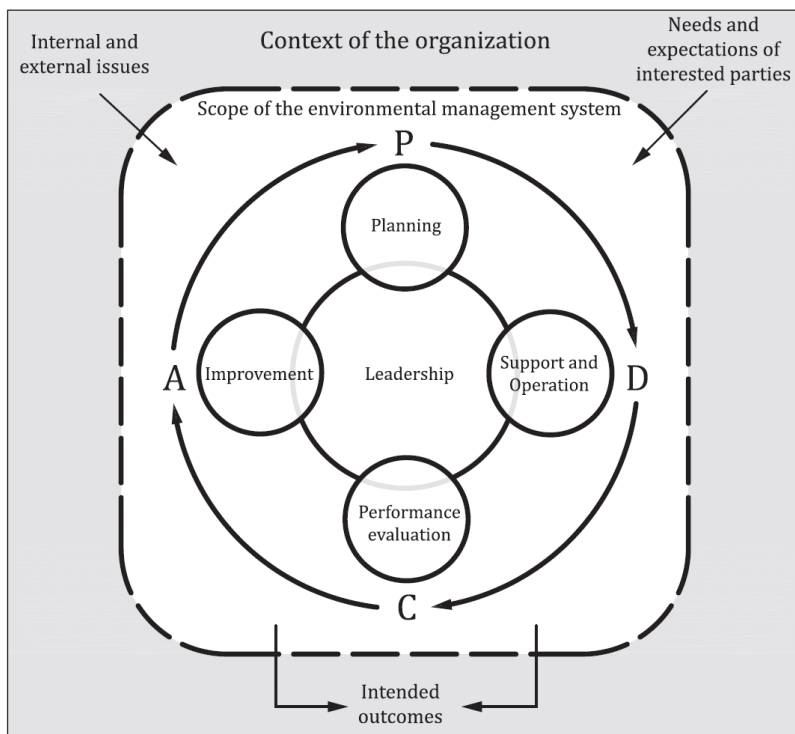 Internal and
external issues
Context of the organization
Needs and
expectations of
interested parties
Scope of the environmental management system
P
Planning
A
Improvement
Leadership
Support and
Operation
D
Performance
evaluation
C
Intended
outcomes